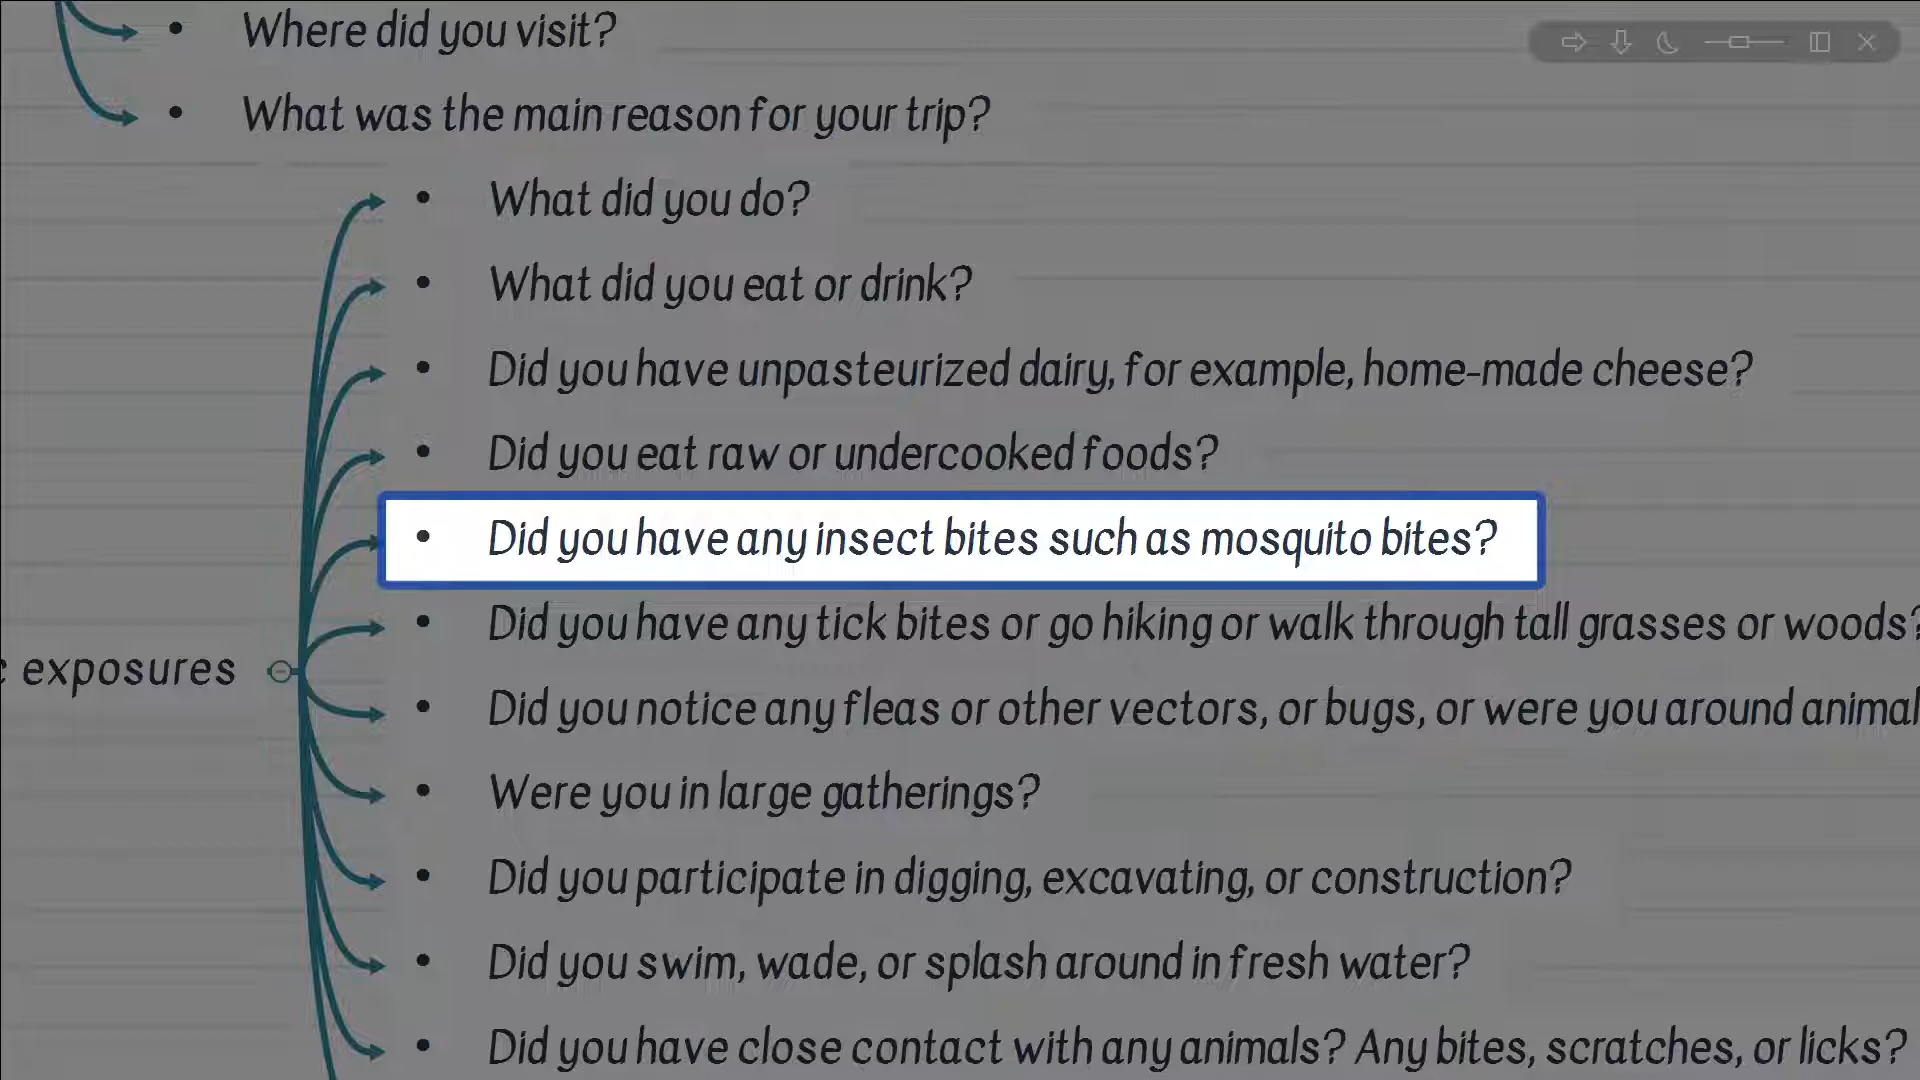 Where did you visit?
What was the main reason for your trip?
What did you do?
What did you eat or drink?
Did you have unpasteurized dairy, for example, home-made cheese?
Did you eat raw or undercooked foods?
Did you have any insect bites such as mosquito bites?
Did you have any tick bites or go hiking or walk through tall grasses or woods?
exposures
Did you notice any fleas or other vectors, or bugs, or were you around animal
Were you in large gatherings?
Did you participate in digging, excavating, or construction?
Did you swim, wade, or splash around in fresh water?
Did you have close contact with any animals? Any bites, scratches, or licks?